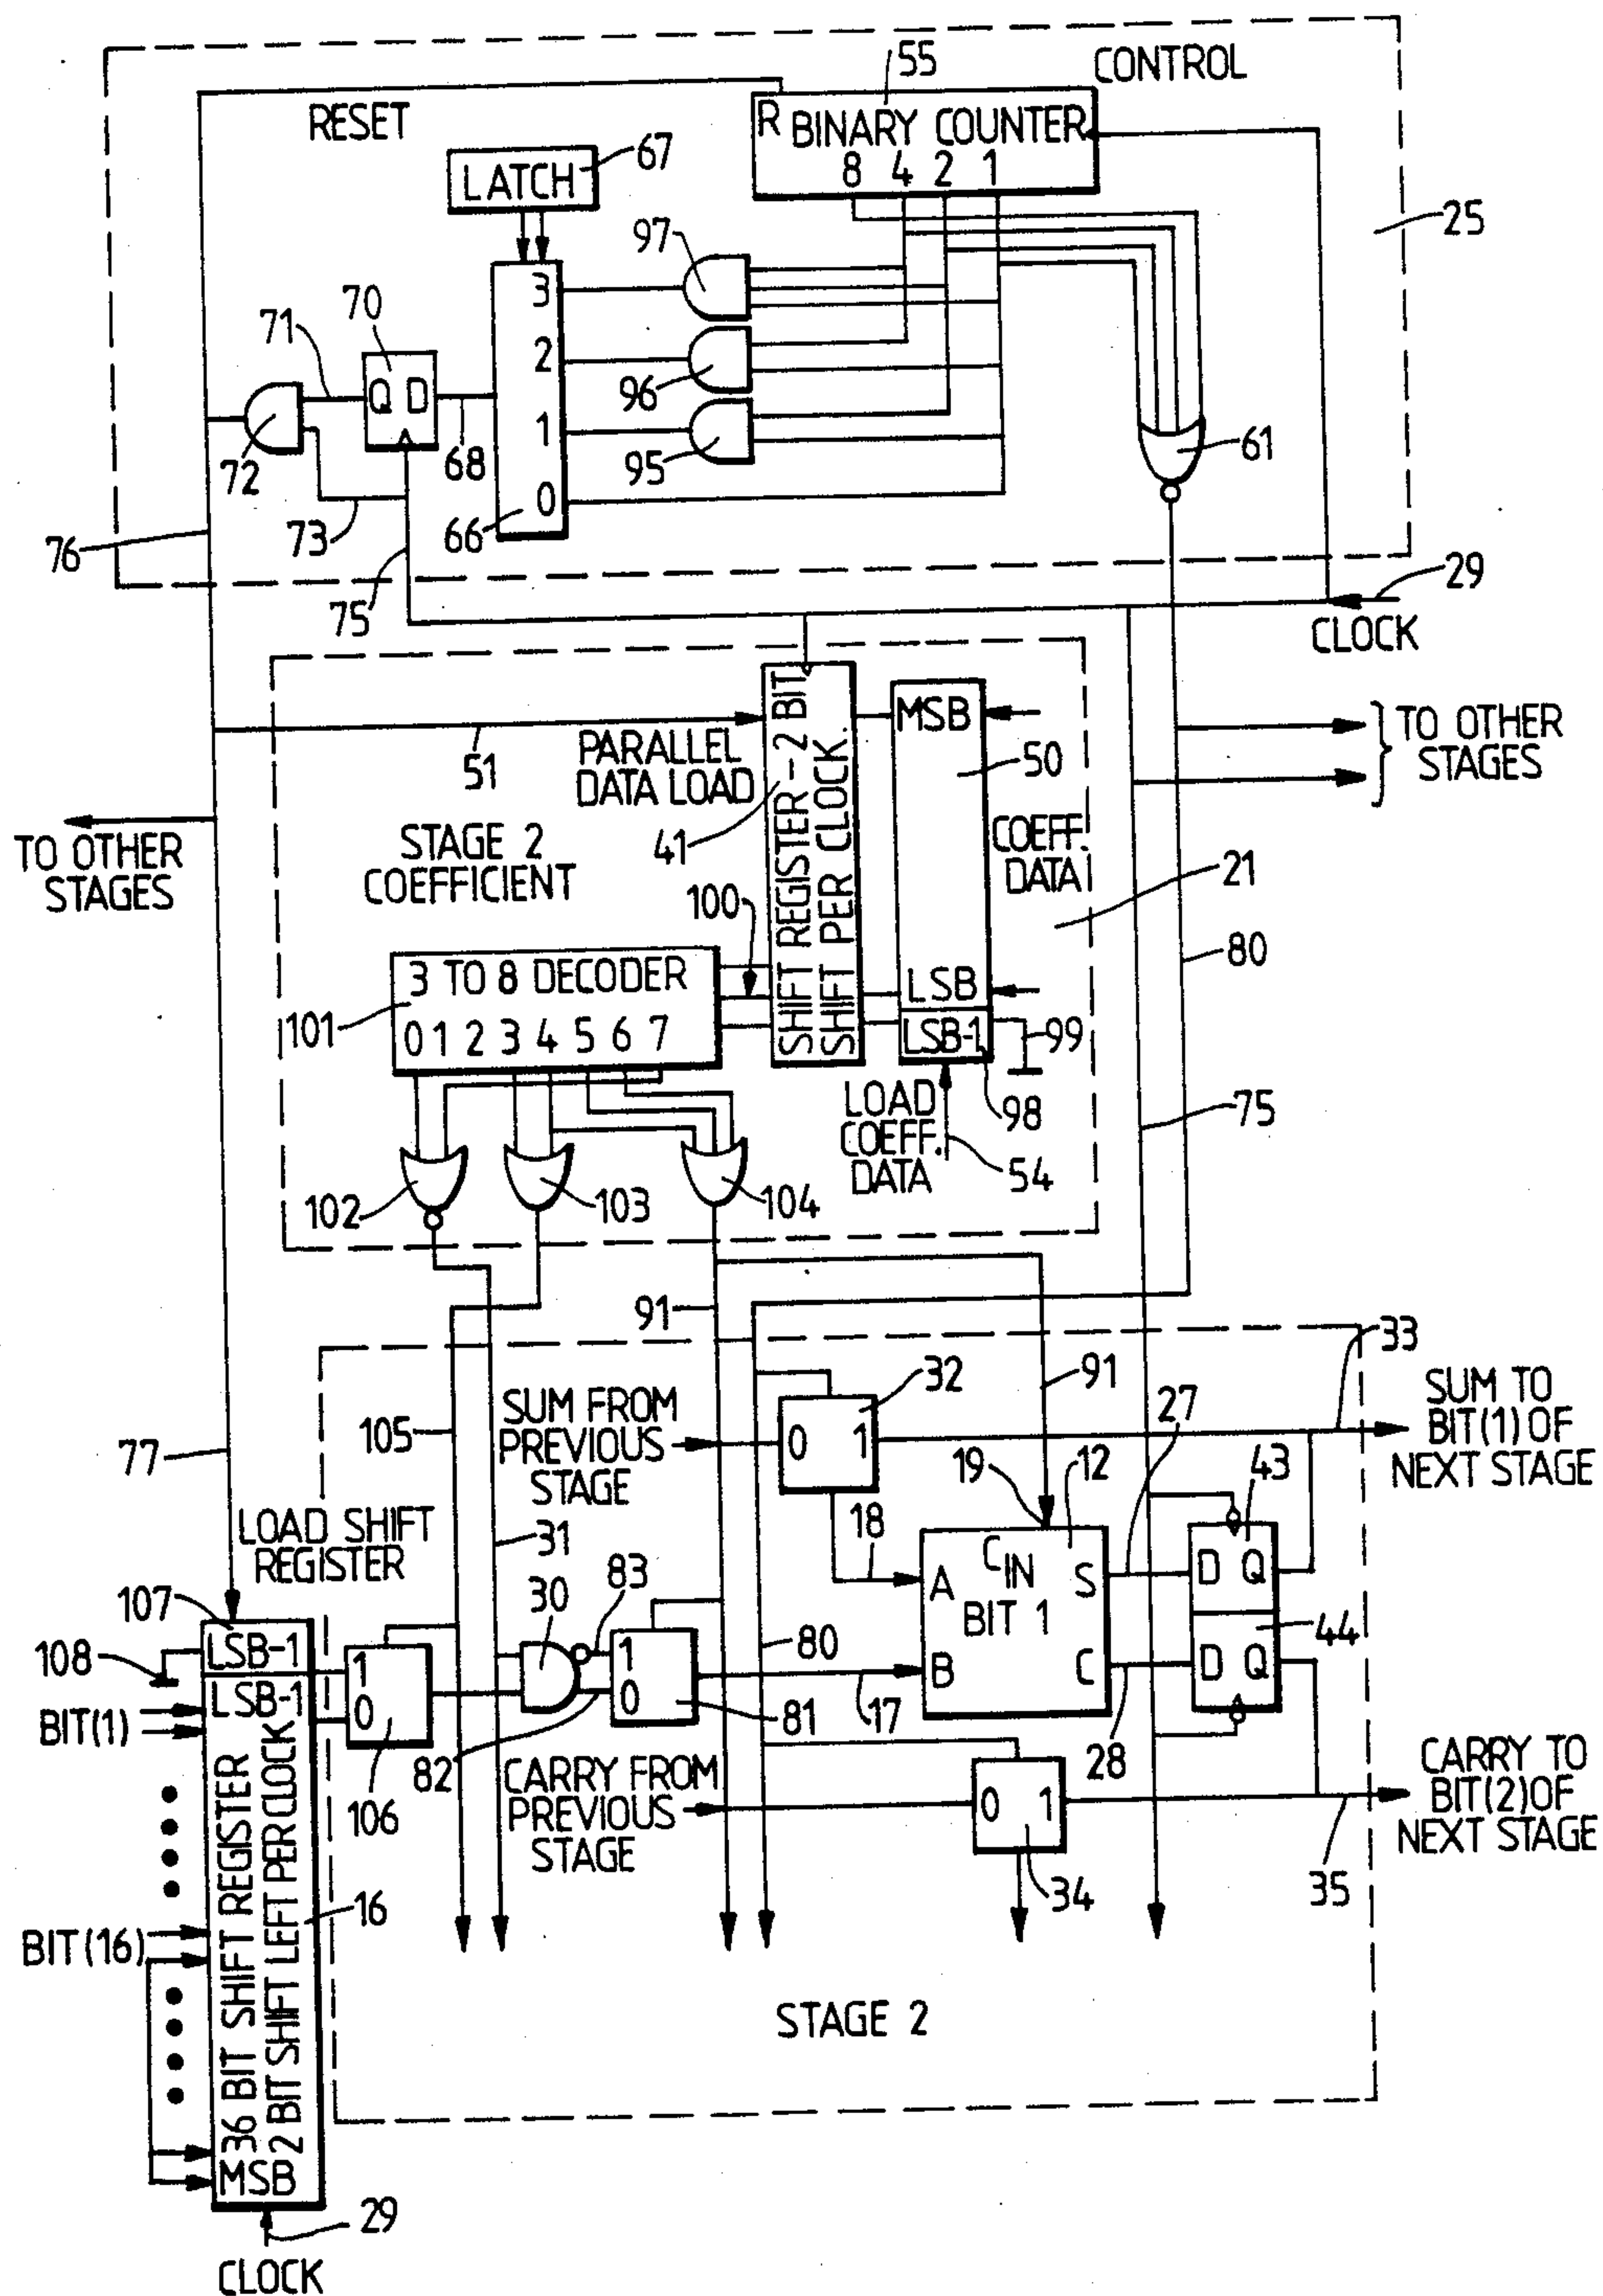 55
CONTROL
RESET
R BINARY COUNTER
8 4 2 1
67
LATCH
97
25
3
70
71
2
Q D
96
1
61
72
68
95
0
73
66
76
75
29
CLOCK
MSB
TO OTHER
STAGES
PARALLEL
DATA LOAD
51
50
SHIFT REGISTER-2 BIT
SHIFT PER CLOCK.
41
TO OTHER
STAGES
STAGE 2
COEFFICIENT
COEFF.
DATA
21
100
80
3 TO 8 DECODER
LSB
101
0 1 2 3 4 5 6 7
LSB-1
99
LOAD
COEFF.
DATA
98
75
54
102
103
104
91
33
32
91
SUM TO
BIT(1) OF
NEXT STAGE
SUM FROM
PREVIOUS
STAGE
0 1
27
105
77
19
12
43
LOAD SHIFT
REGISTER
31
18
CIN
BIT 1
A
S
D Q
107
30
83
108
LSB-1
1
1
80
B
C
44
D Q
LSB-1
0
0
BIT(1)
17
81
82
28
106
CARRY FROM
PREVIOUS
STAGE
0 1
CARRY TO
BIT(2) OF
NEXT STAGE
36 BIT SHIFT REGISTER
2 BIT SHIFT LEFT PER CLOCK
16
34
35
BIT(16)
STAGE 2
MSB
29
CLOCK